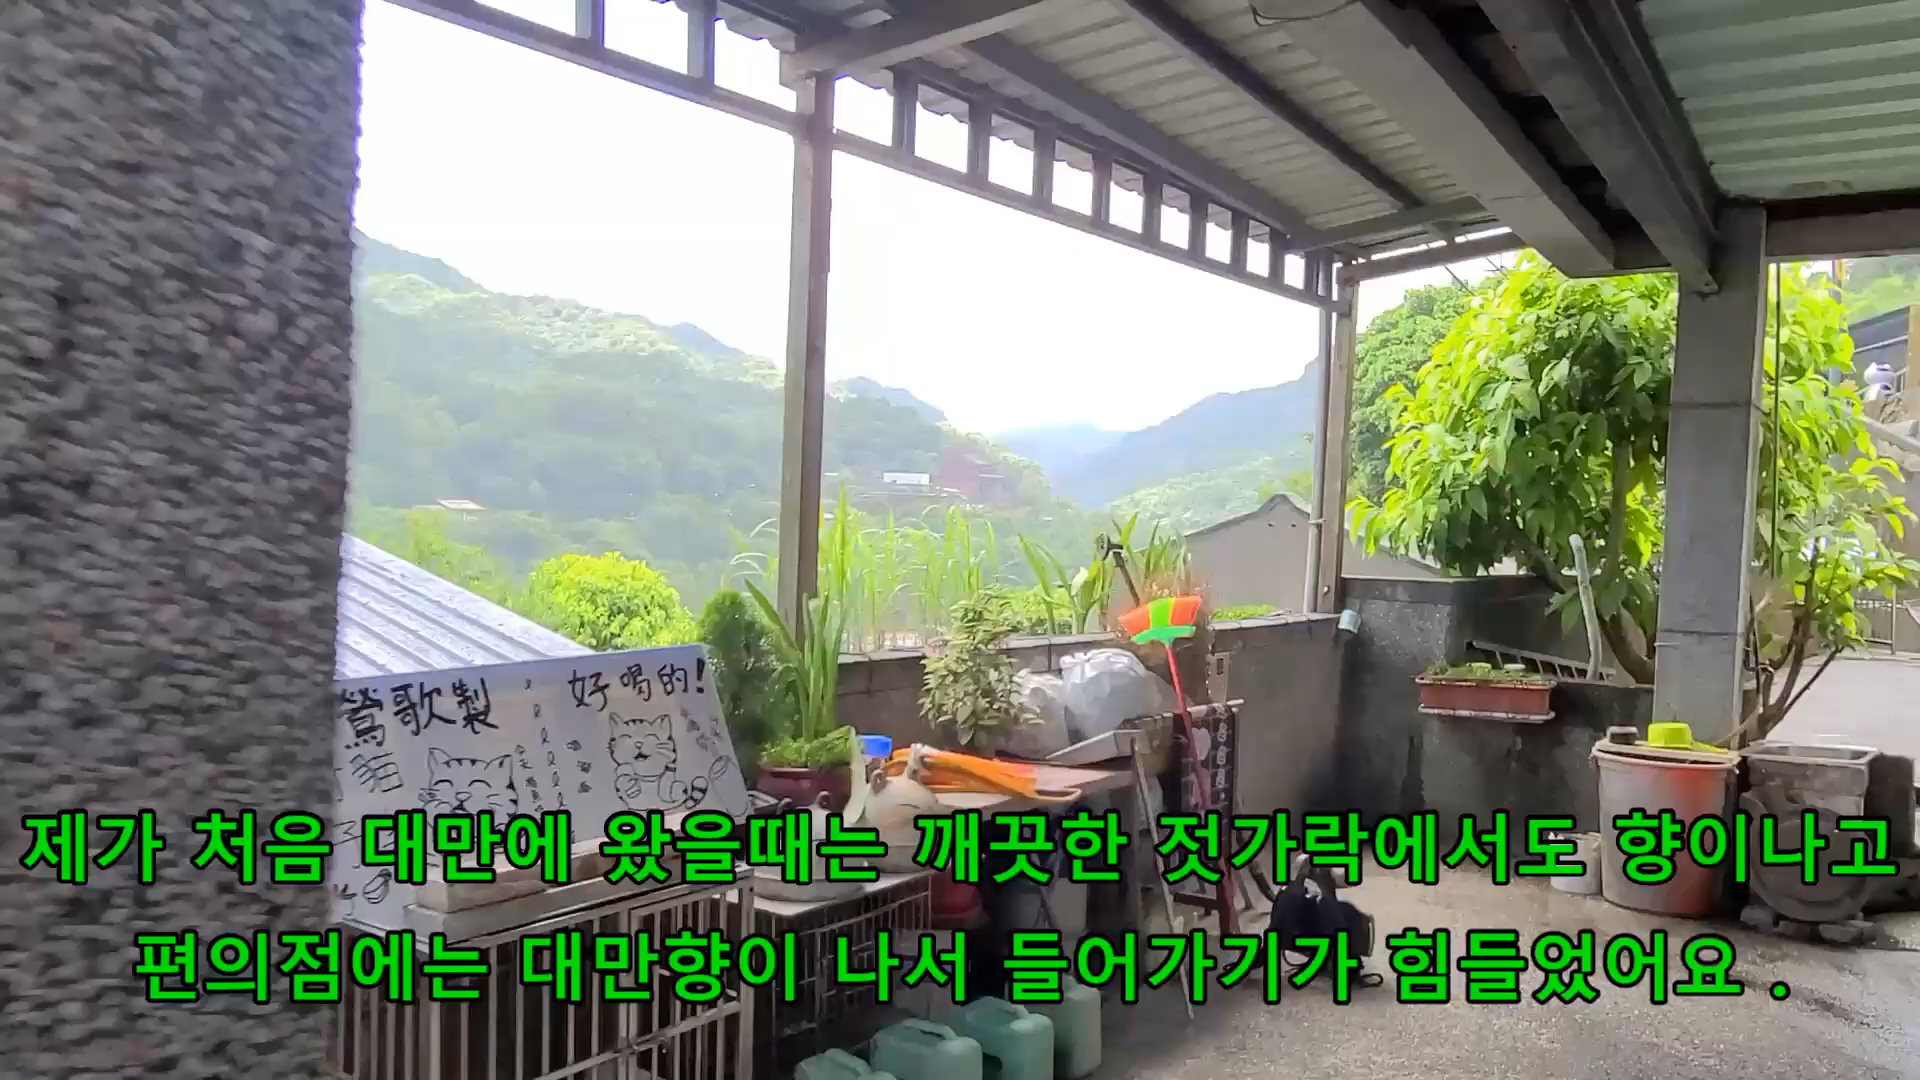 鶯歌製
好喝的!
제가 처음 대만에 왔을때는 깨끗한 젓가락에서도 향이나고
편의점에는 대만향이 나서 들어가기가 힘들었어요 .